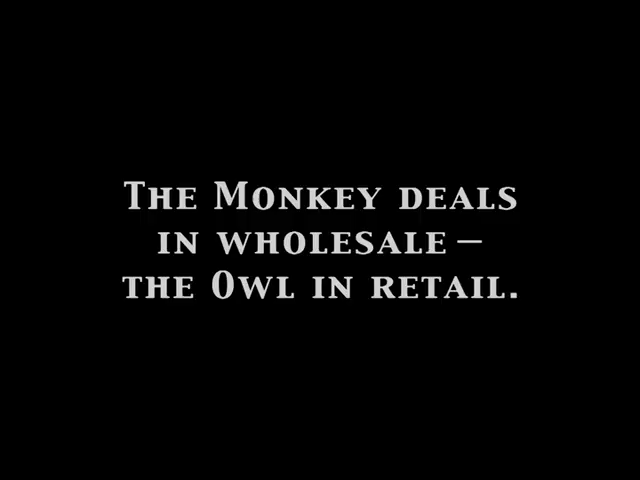 The Monkey deals
in wholesale—
the Owl in retail.